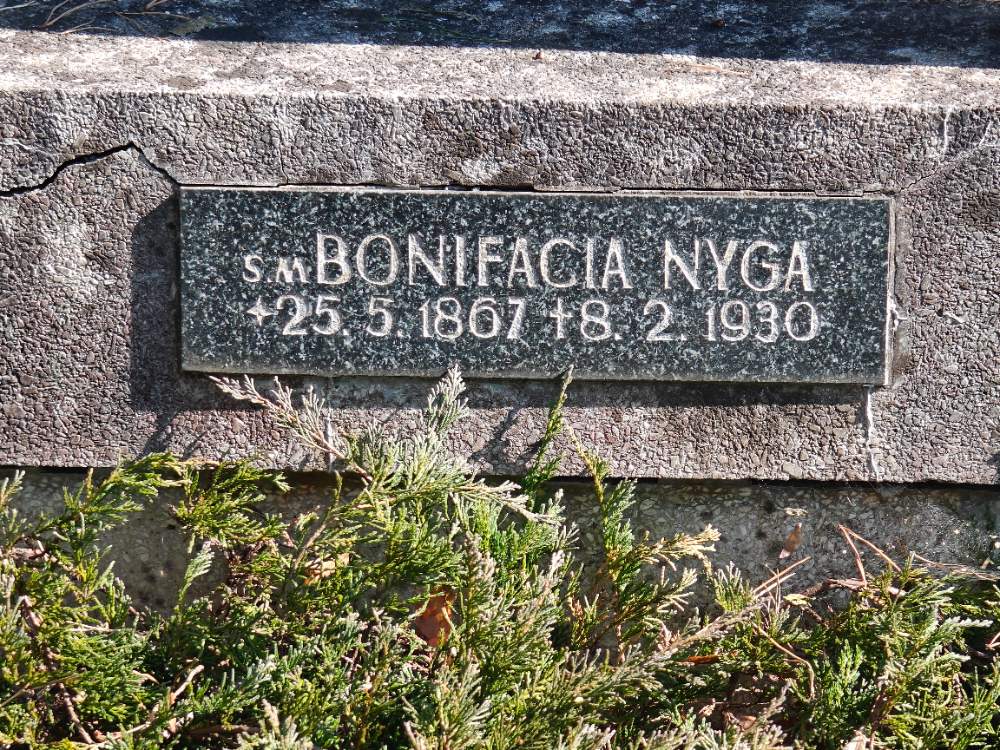 S.M BONIFACIA NYGA
+25. 5. 1867 +8. 2. 1930